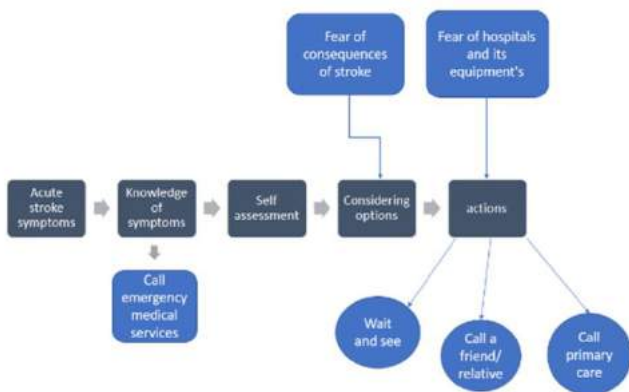 Fear of
consequences
of stroke
Fear of hospitals
and its
equipment's
Acute
stroke
symptoms
Knowledge
of
symptoms
Self
assessment
Considering
options
actions
Call
emergency
medical
services
Wait
and see
Call a
friend/
relative
Call
primary
care